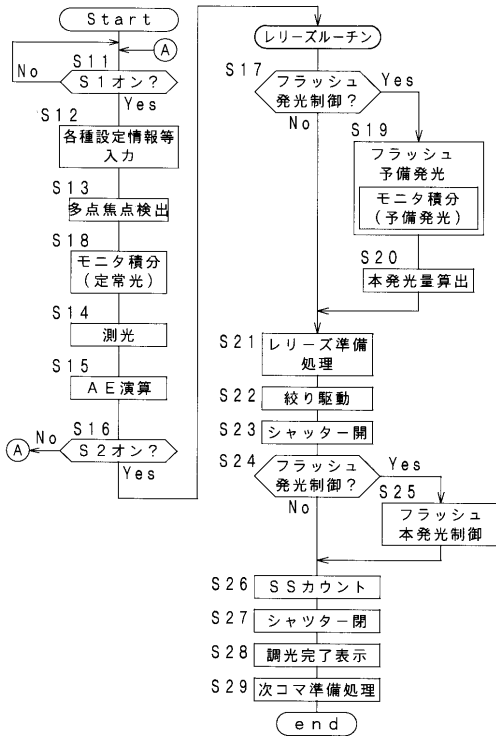 Start
A
S11
S1オン?
No
Yes
S12
各種設定情報等
入力
S13
多点焦点検出
S18
モニタ積分
(定常光)
S14
測光
S15
AE演算
S16
S2オン?
No
A
Yes
レリーズルーチン
S17
フラッシュ
発光制御?
Yes
No
S19
フラッシュ
予備発光
モニタ積分
(予備発光)
S20
本発光量算出
S21
レリーズ準備
処理
S22
絞り駆動
S23
シャッター開
S24
フラッシュ
発光制御?
Yes
No
S25
フラッシュ
本発光制御
S26
SSカウント
S27
シャツター閉
S28
調光完了表示
S29
次コマ準備処理
end